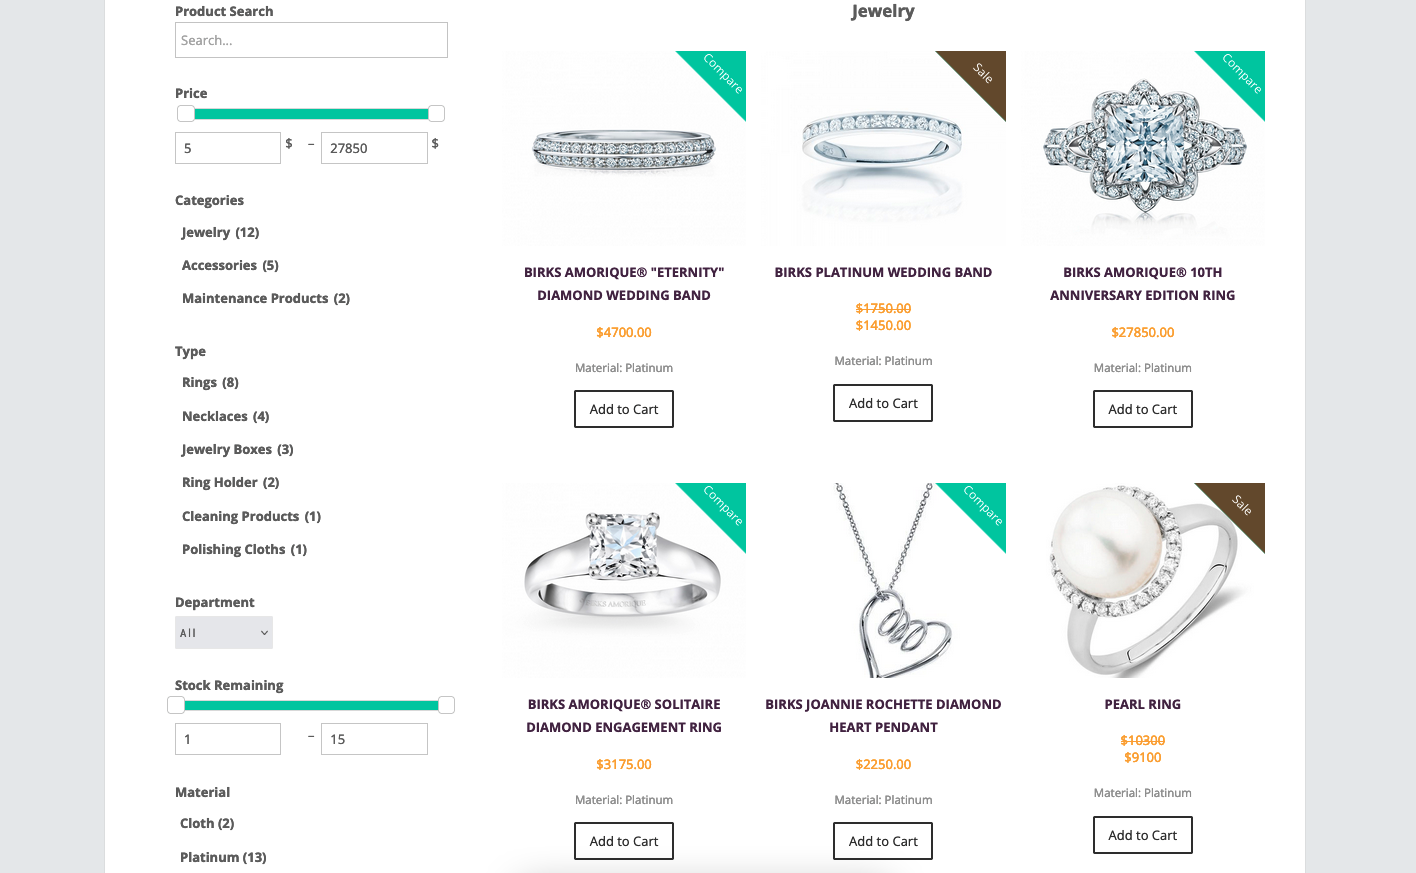 Product Search
Search...
Price
5 $ – 27850 $
Categories
Jewelry (12)
Accessories (5)
Maintenance Products (2)
Type
Rings (8)
Necklaces (4)
Jewelry Boxes (3)
Ring Holder (2)
Cleaning Products (1)
Polishing Cloths (1)
Department
All
Stock Remaining
1 – 15
Material
Cloth (2)
Platinum (13)
Jewelry
Compare
BIRKS AMORIQUE® "ETERNITY"
DIAMOND WEDDING BAND
$4700.00
Material: Platinum
Add to Cart
Sale
BIRKS PLATINUM WEDDING BAND
$1750.00
$1450.00
Material: Platinum
Add to Cart
Compare
BIRKS AMORIQUE® 10TH
ANNIVERSARY EDITION RING
$27850.00
Material: Platinum
Add to Cart
Compare
BIRKS AMORIQUE
BIRKS AMORIQUE® SOLITAIRE
DIAMOND ENGAGEMENT RING
$3175.00
Material: Platinum
Add to Cart
Compare
BIRKS JOANNIE ROCHETTE DIAMOND
HEART PENDANT
$2250.00
Material: Platinum
Add to Cart
Sale
PEARL RING
$10300
$9100
Material: Platinum
Add to Cart